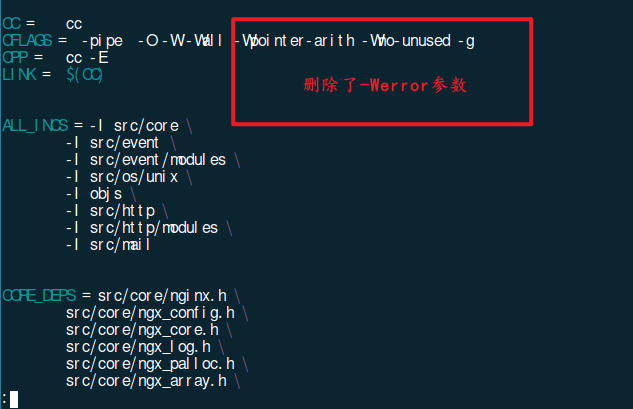 CC =    cc
CFLAGS =  -pipe  -O -W -Wall -Wpointer-arith -Wno-unused -g
CPP =   cc -E
LINK =  $(CC)
删除了-Werror参数
ALL_INCS = -I src/core \
        -I src/event \
        -I src/event/modules \
        -I src/os/unix \
        -I objs \
        -I src/http \
        -I src/http/modules \
        -I src/mail
CORE_DEPS = src/core/nginx.h \
        src/core/ngx_config.h \
        src/core/ngx_core.h \
        src/core/ngx_log.h \
        src/core/ngx_palloc.h \
        src/core/ngx_array.h \
: